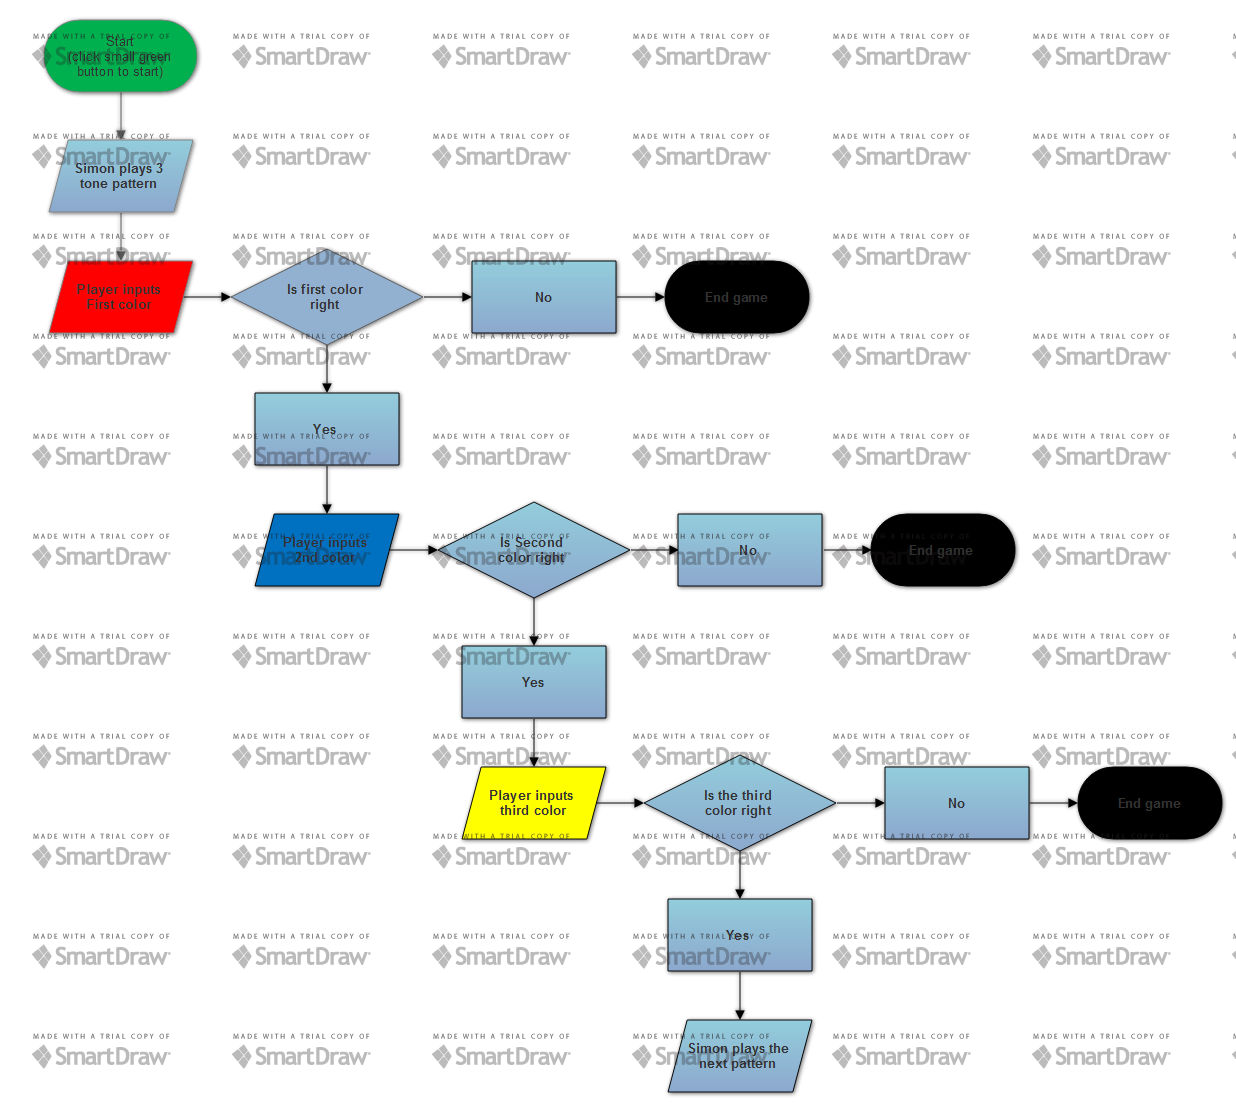 Start
(click small green
button to start)
Simon plays 3
tone pattern
Player inputs
First color
Is first color
right
No
End game
Yes
Player inputs
2nd color
Is Second
color right
No
End game
Yes
Player inputs
third color
Is the third
color right
No
End game
Yes
Simon plays the
next pattern
MADE WITH A TRIAL COPY OF
SmartDraw